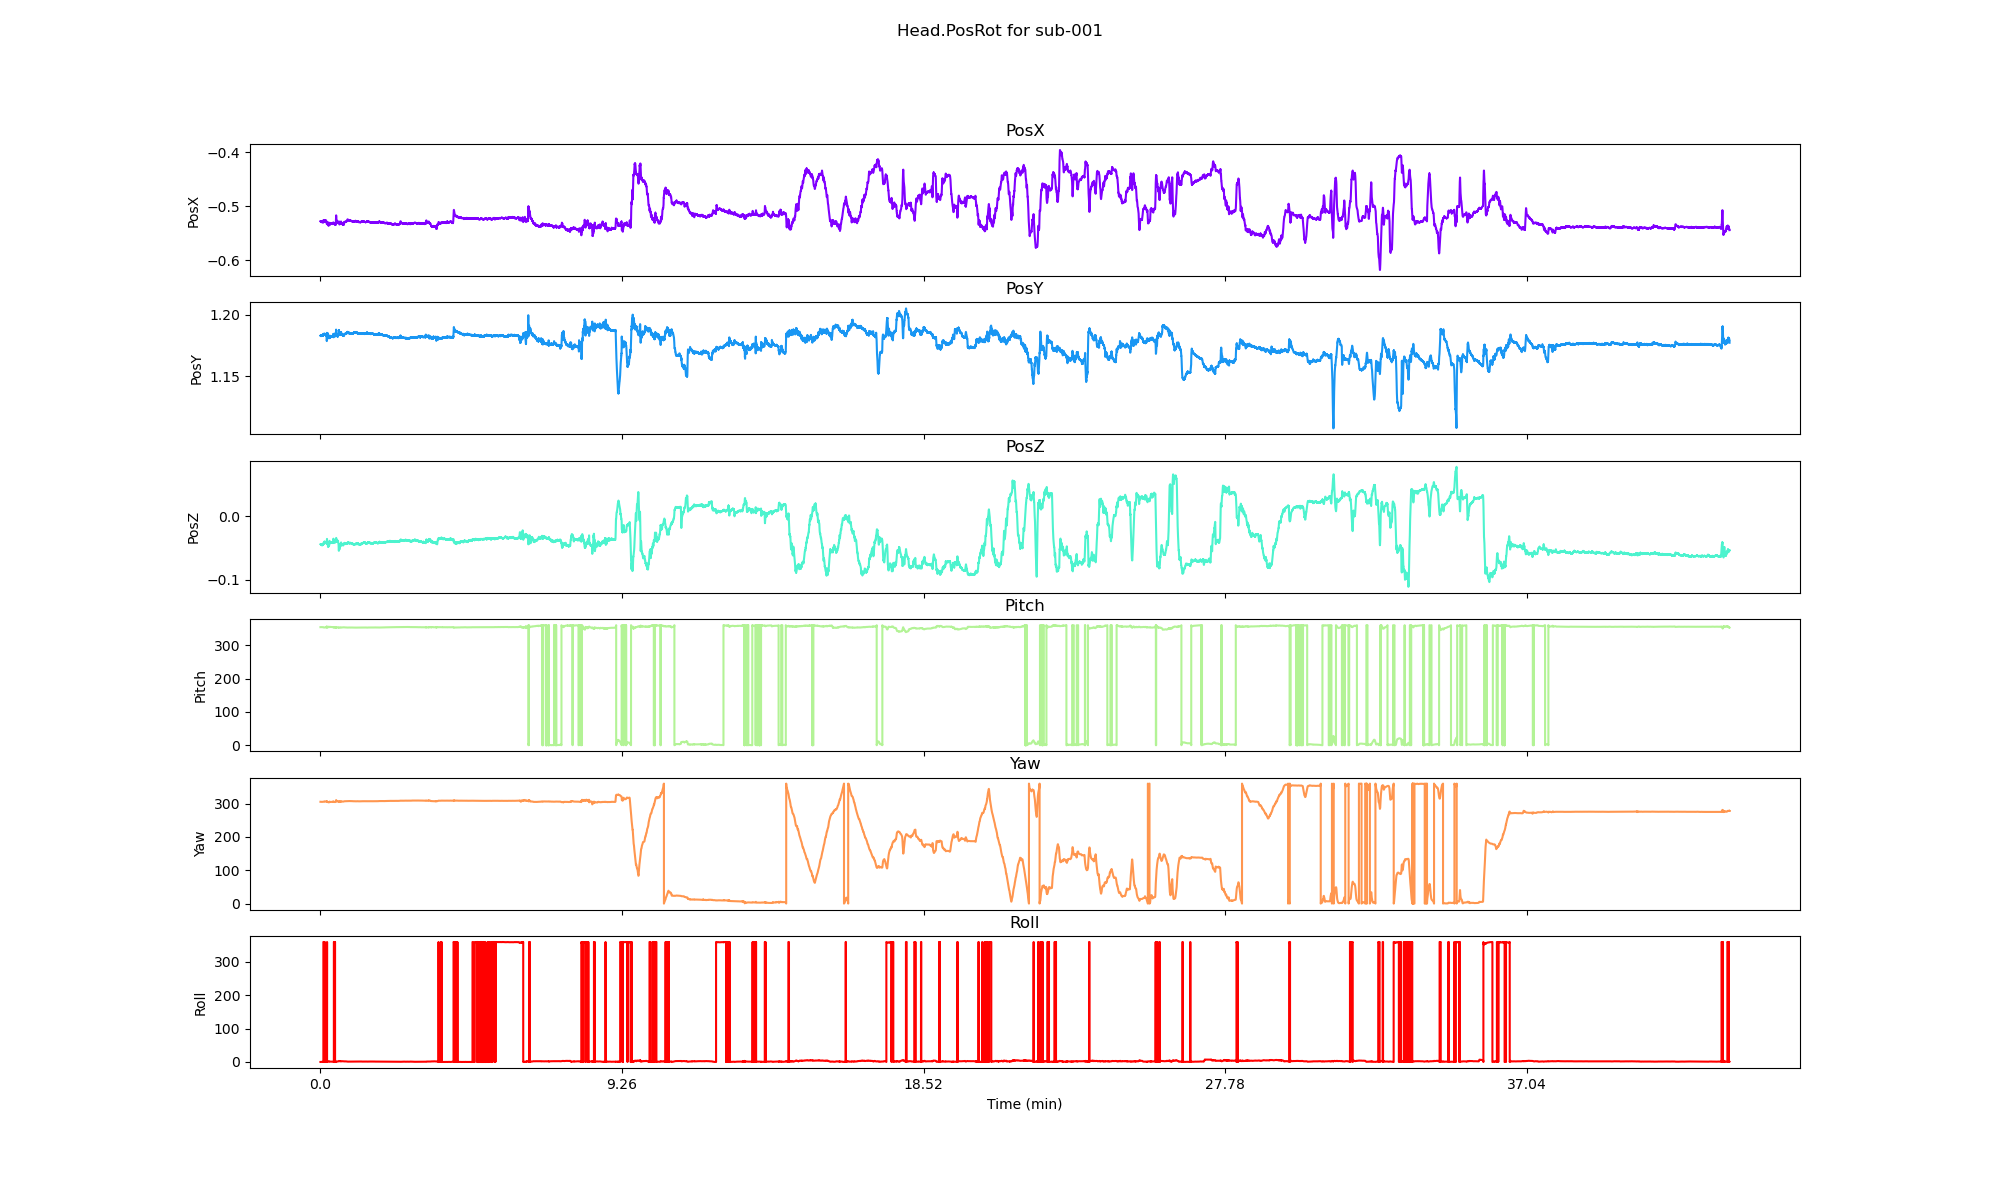 Head.PosRot for sub-001
PosX
−0.4
−0.5
−0.6
PosX
PosY
1.20
1.15
PosY
PosZ
0.0
−0.1
PosZ
Pitch
300
200
100
0
Pitch
Yaw
300
200
100
0
Yaw
Roll
300
200
100
0
Roll
0.0 9.26 18.52 27.78 37.04
Time (min)